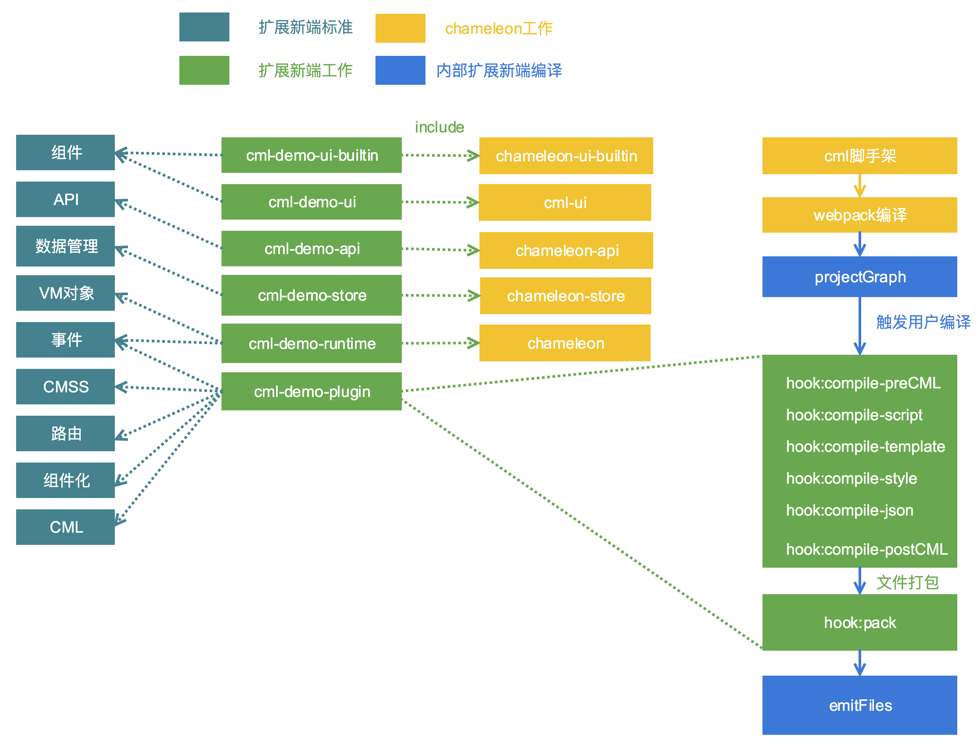 扩展新端标准
chameleon工作
扩展新端工作
内部扩展新端编译
include
组件
API
数据管理
VM对象
事件
CMSS
路由
组件化
CML
cml-demo-ui-builtin
cml-demo-ui
cml-demo-api
cml-demo-store
cml-demo-runtime
cml-demo-plugin
chameleon-ui-builtin
cml-ui
chameleon-api
chameleon-store
chameleon
cml脚手架
webpack编译
projectGraph
触发用户编译
hook:compile-preCML
hook:compile-script
hook:compile-template
hook:compile-style
hook:compile-json
hook:compile-postCML
文件打包
hook:pack
emitFiles